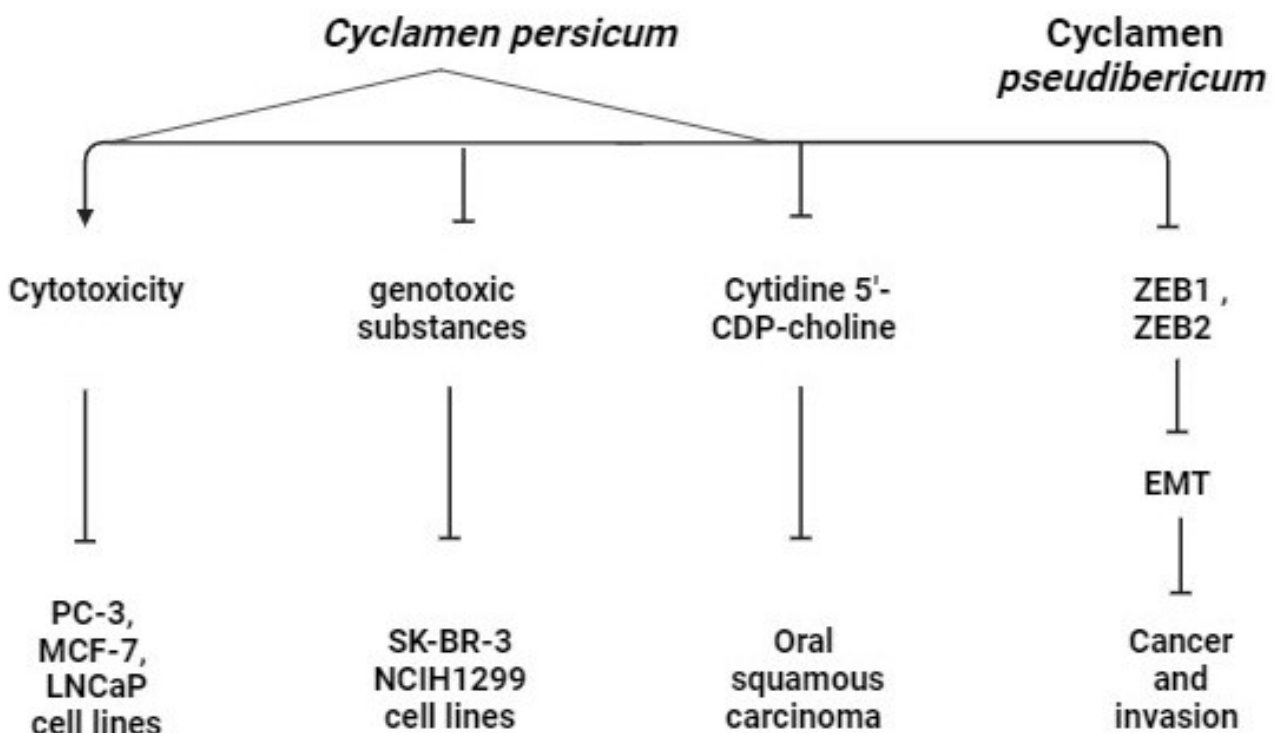 Cyclamen persicum
Cyclamen
pseudibericum
Cytotoxicity
genotoxic
substances
Cytidine 5'-
CDP-choline
ZEB1 ,
ZEB2
EMT
PC-3,
MCF-7,
LNCaP
cell lines
SK-BR-3
NCIH1299
cell lines
Oral
squamous
carcinoma
Cancer
and
invasion